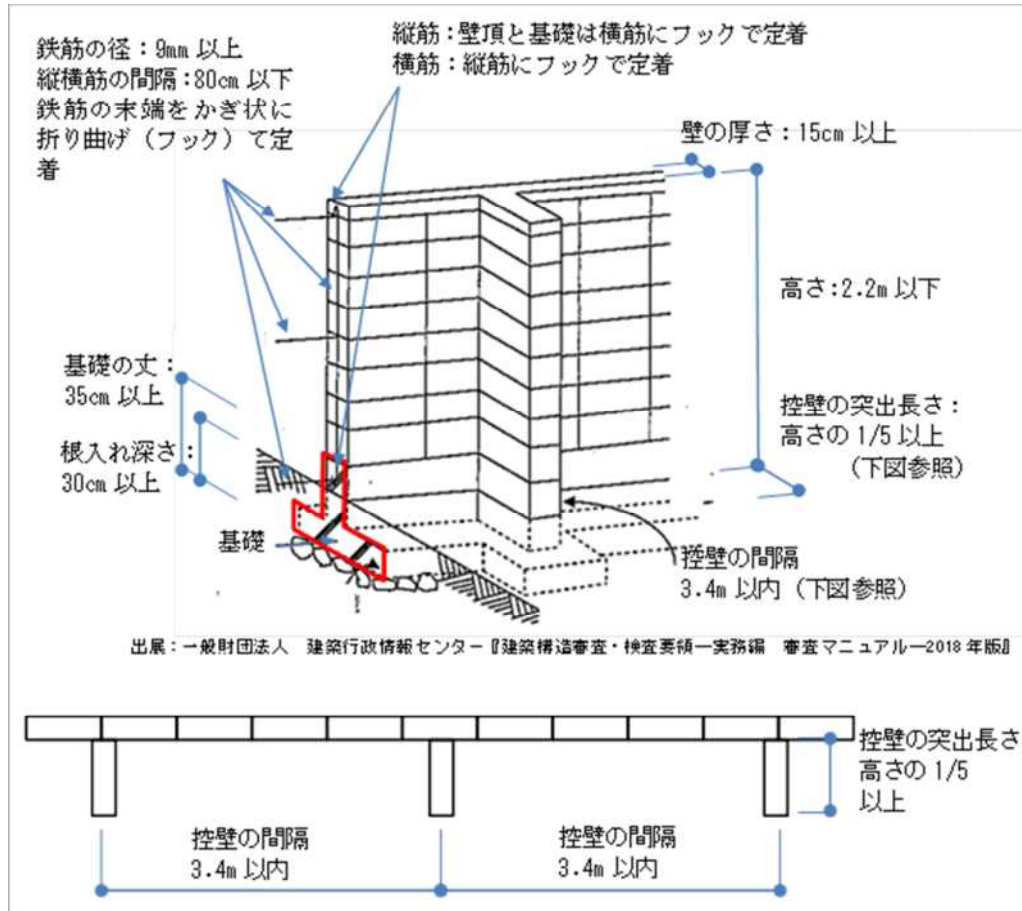 鉄筋の径：9mm 以上
縦横筋の間隔：80cm 以下
鉄筋の末端をかぎ状に
折り曲げ（フック）て定
着
縦筋：壁頂と基礎は横筋にフックで定着
横筋：縦筋にフックで定着
壁の厚さ：15cm 以上
高さ：2.2m 以下
基礎の丈：
35cm 以上
根入れ深さ：
30cm 以上
控壁の突出長さ：
高さの 1/5 以上
（下図参照）
基礎
控壁の間隔
3.4m 以内（下図参照）
出展：一般財団法人　建築行政情報センター『建築構造審査・検査要領―実務編　審査マニュアル―2018 年版』
控壁の突出長さ
高さの 1/5
以上
控壁の間隔
3.4m 以内
控壁の間隔
3.4m 以内